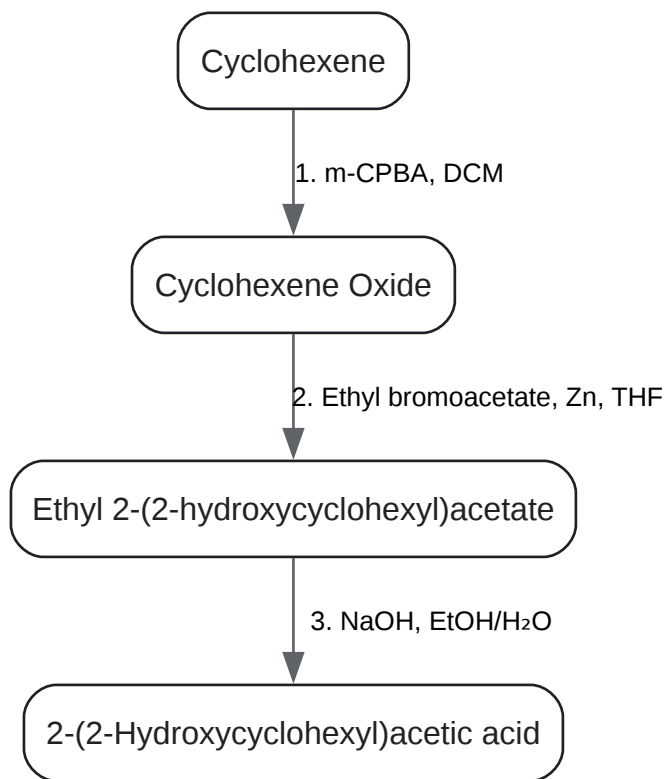 Cyclohexene
1. m-CPBA, DCM
Cyclohexene Oxide
2. Ethyl bromoacetate, Zn, THF
Ethyl 2-(2-hydroxycyclohexyl)acetate
3. NaOH, EtOH/H₂O
2-(2-Hydroxycyclohexyl)acetic acid